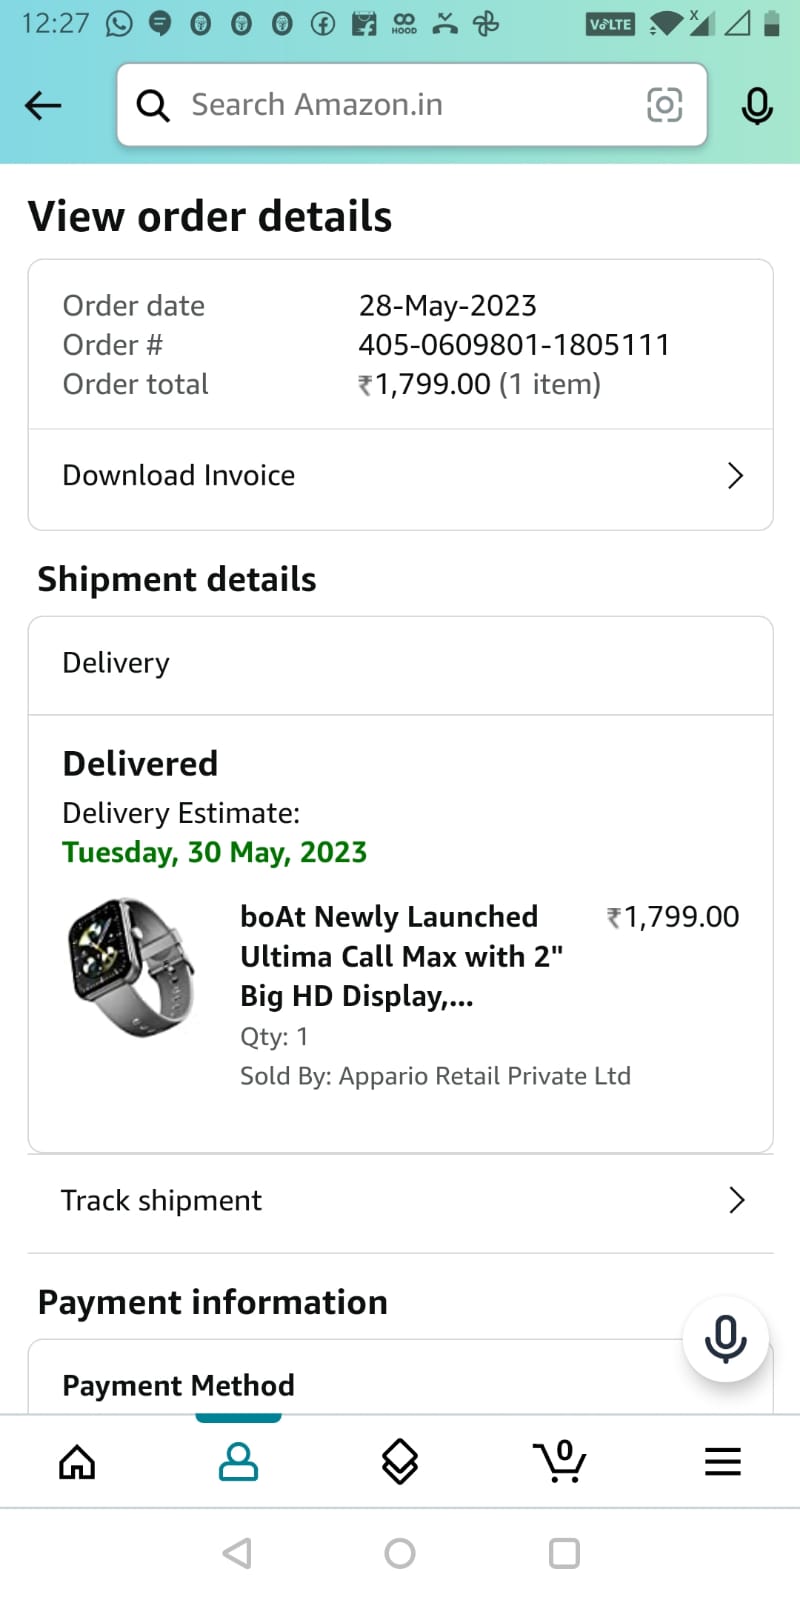 12:27
HOOD
VoLTE
X
Search Amazon.in
View order details
Order date 28-May-2023
Order # 405-0609801-1805111
Order total ₹1,799.00 (1 item)
Download Invoice
Shipment details
Delivery
Delivered
Delivery Estimate:
Tuesday, 30 May, 2023
boAt Newly Launched ₹1,799.00
Ultima Call Max with 2"
Big HD Display,...
Qty: 1
Sold By: Appario Retail Private Ltd
Track shipment
Payment information
Payment Method
0